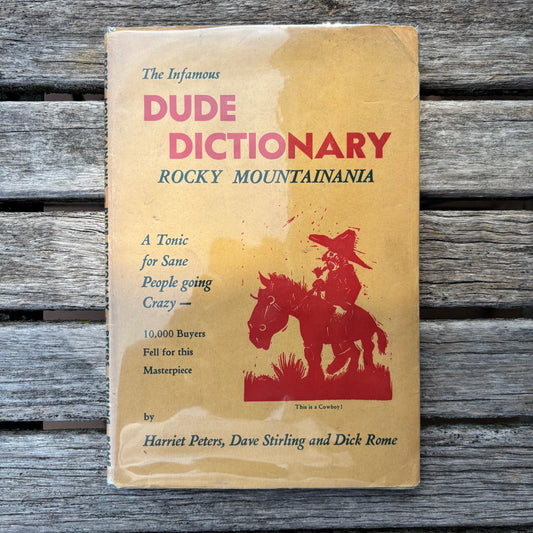 The Infamous
DUDE
DICTIONARY
ROCKY MOUNTAINANIA
A Tonic
for Sane
People going
Crazy —
10,000 Buyers
Fell for this
Masterpiece
This is a Cowboy!
by
Harriet Peters, Dave Stirling and Dick Rome